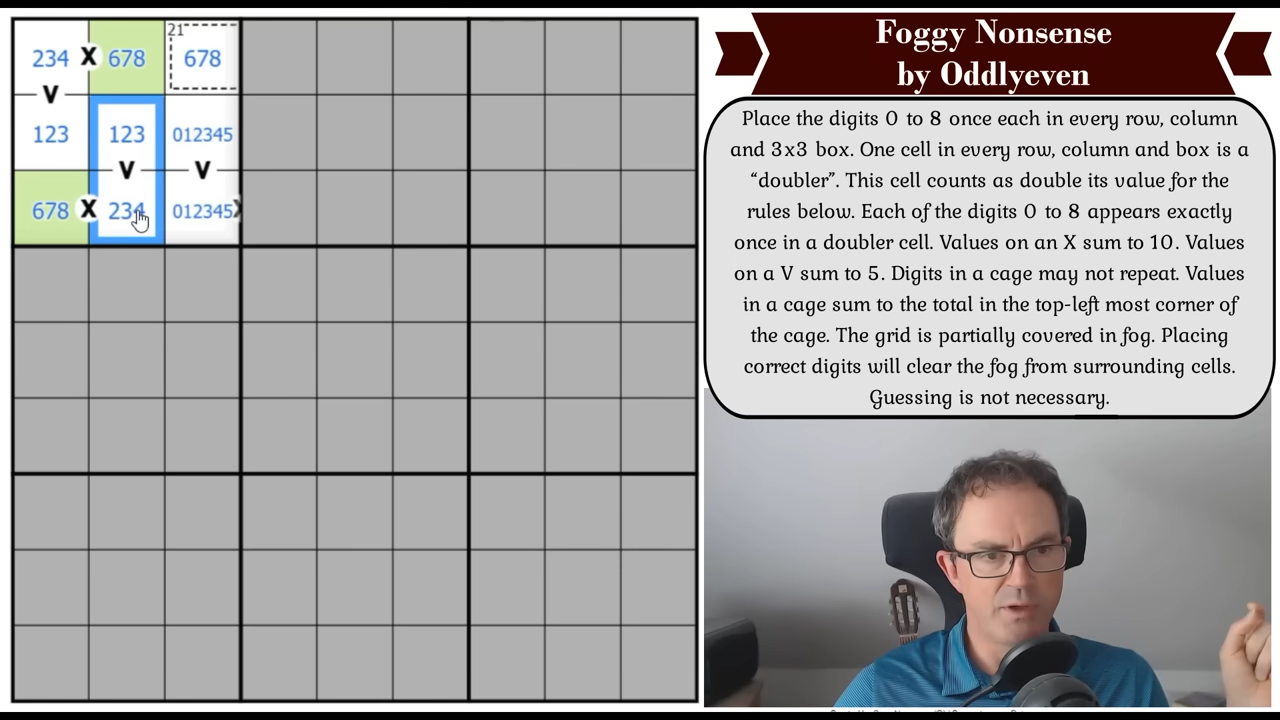 Foggy Nonsense
by Oddlyeven
Place the digits 0 to 8 once each in every row, column
and 3x3 box. One cell in every row, column and box is a
“doubler”. This cell counts as double its value for the
rules below. Each of the digits 0 to 8 appears exactly
once in a doubler cell. Values on an X sum to 10. Values
on a V sum to 5. Digits in a cage may not repeat. Values
in a cage sum to the total in the top-left most corner of
the cage. The grid is partially covered in fog. Placing
correct digits will clear the fog from surrounding cells.
Guessing is not necessary.
21
234 X 678 678
V
123 123 012345
V V
678 X 234 012345 X